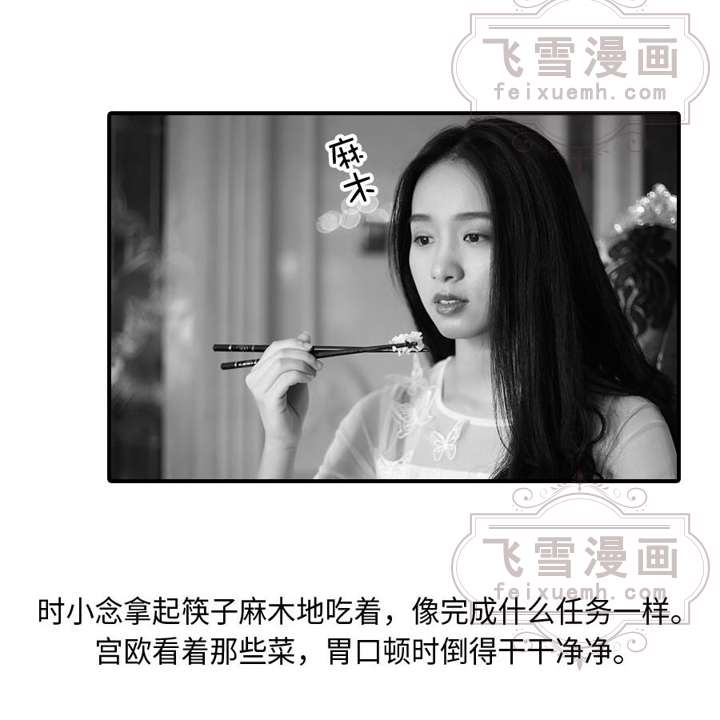 飞雪漫画
feixuemh.com
麻木
飞雪漫画
feixuemh.com
时小念拿起筷子麻木地吃着，像完成什么任务一样。
宫欧看着那些菜，胃口顿时倒得干干净净。